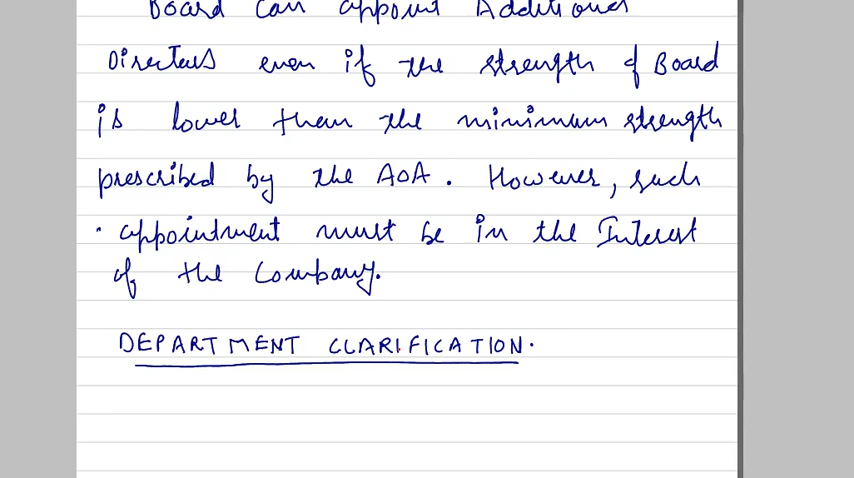 Board can appoint Additional
Directors even if the strength of Board
is lower than the minimum strength
prescribed by the AOA. However, such
appointment must be in the Interest
of the Company.
DEPARTMENT CLARIFICATION.